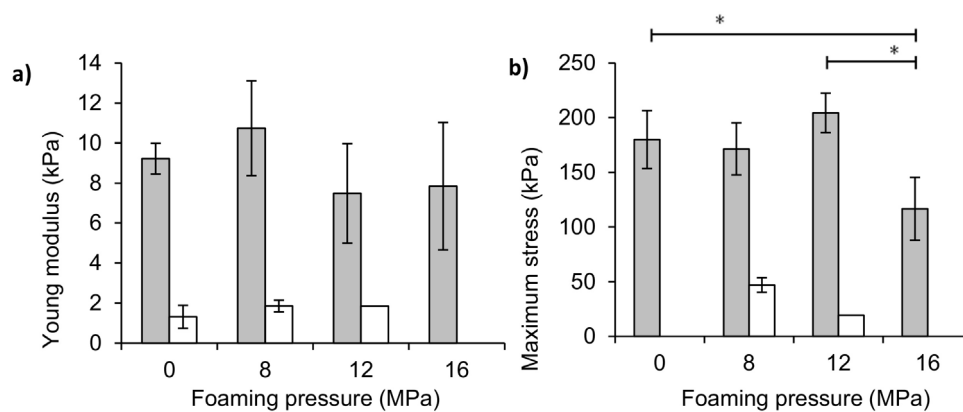 a)
Young modulus (kPa)
14
12
10
8
6
4
2
0
0 8 12 16
Foaming pressure (MPa)
b)
* *
Maximum stress (kPa)
250
200
150
100
50
0
0 8 12 16
Foaming pressure (MPa)